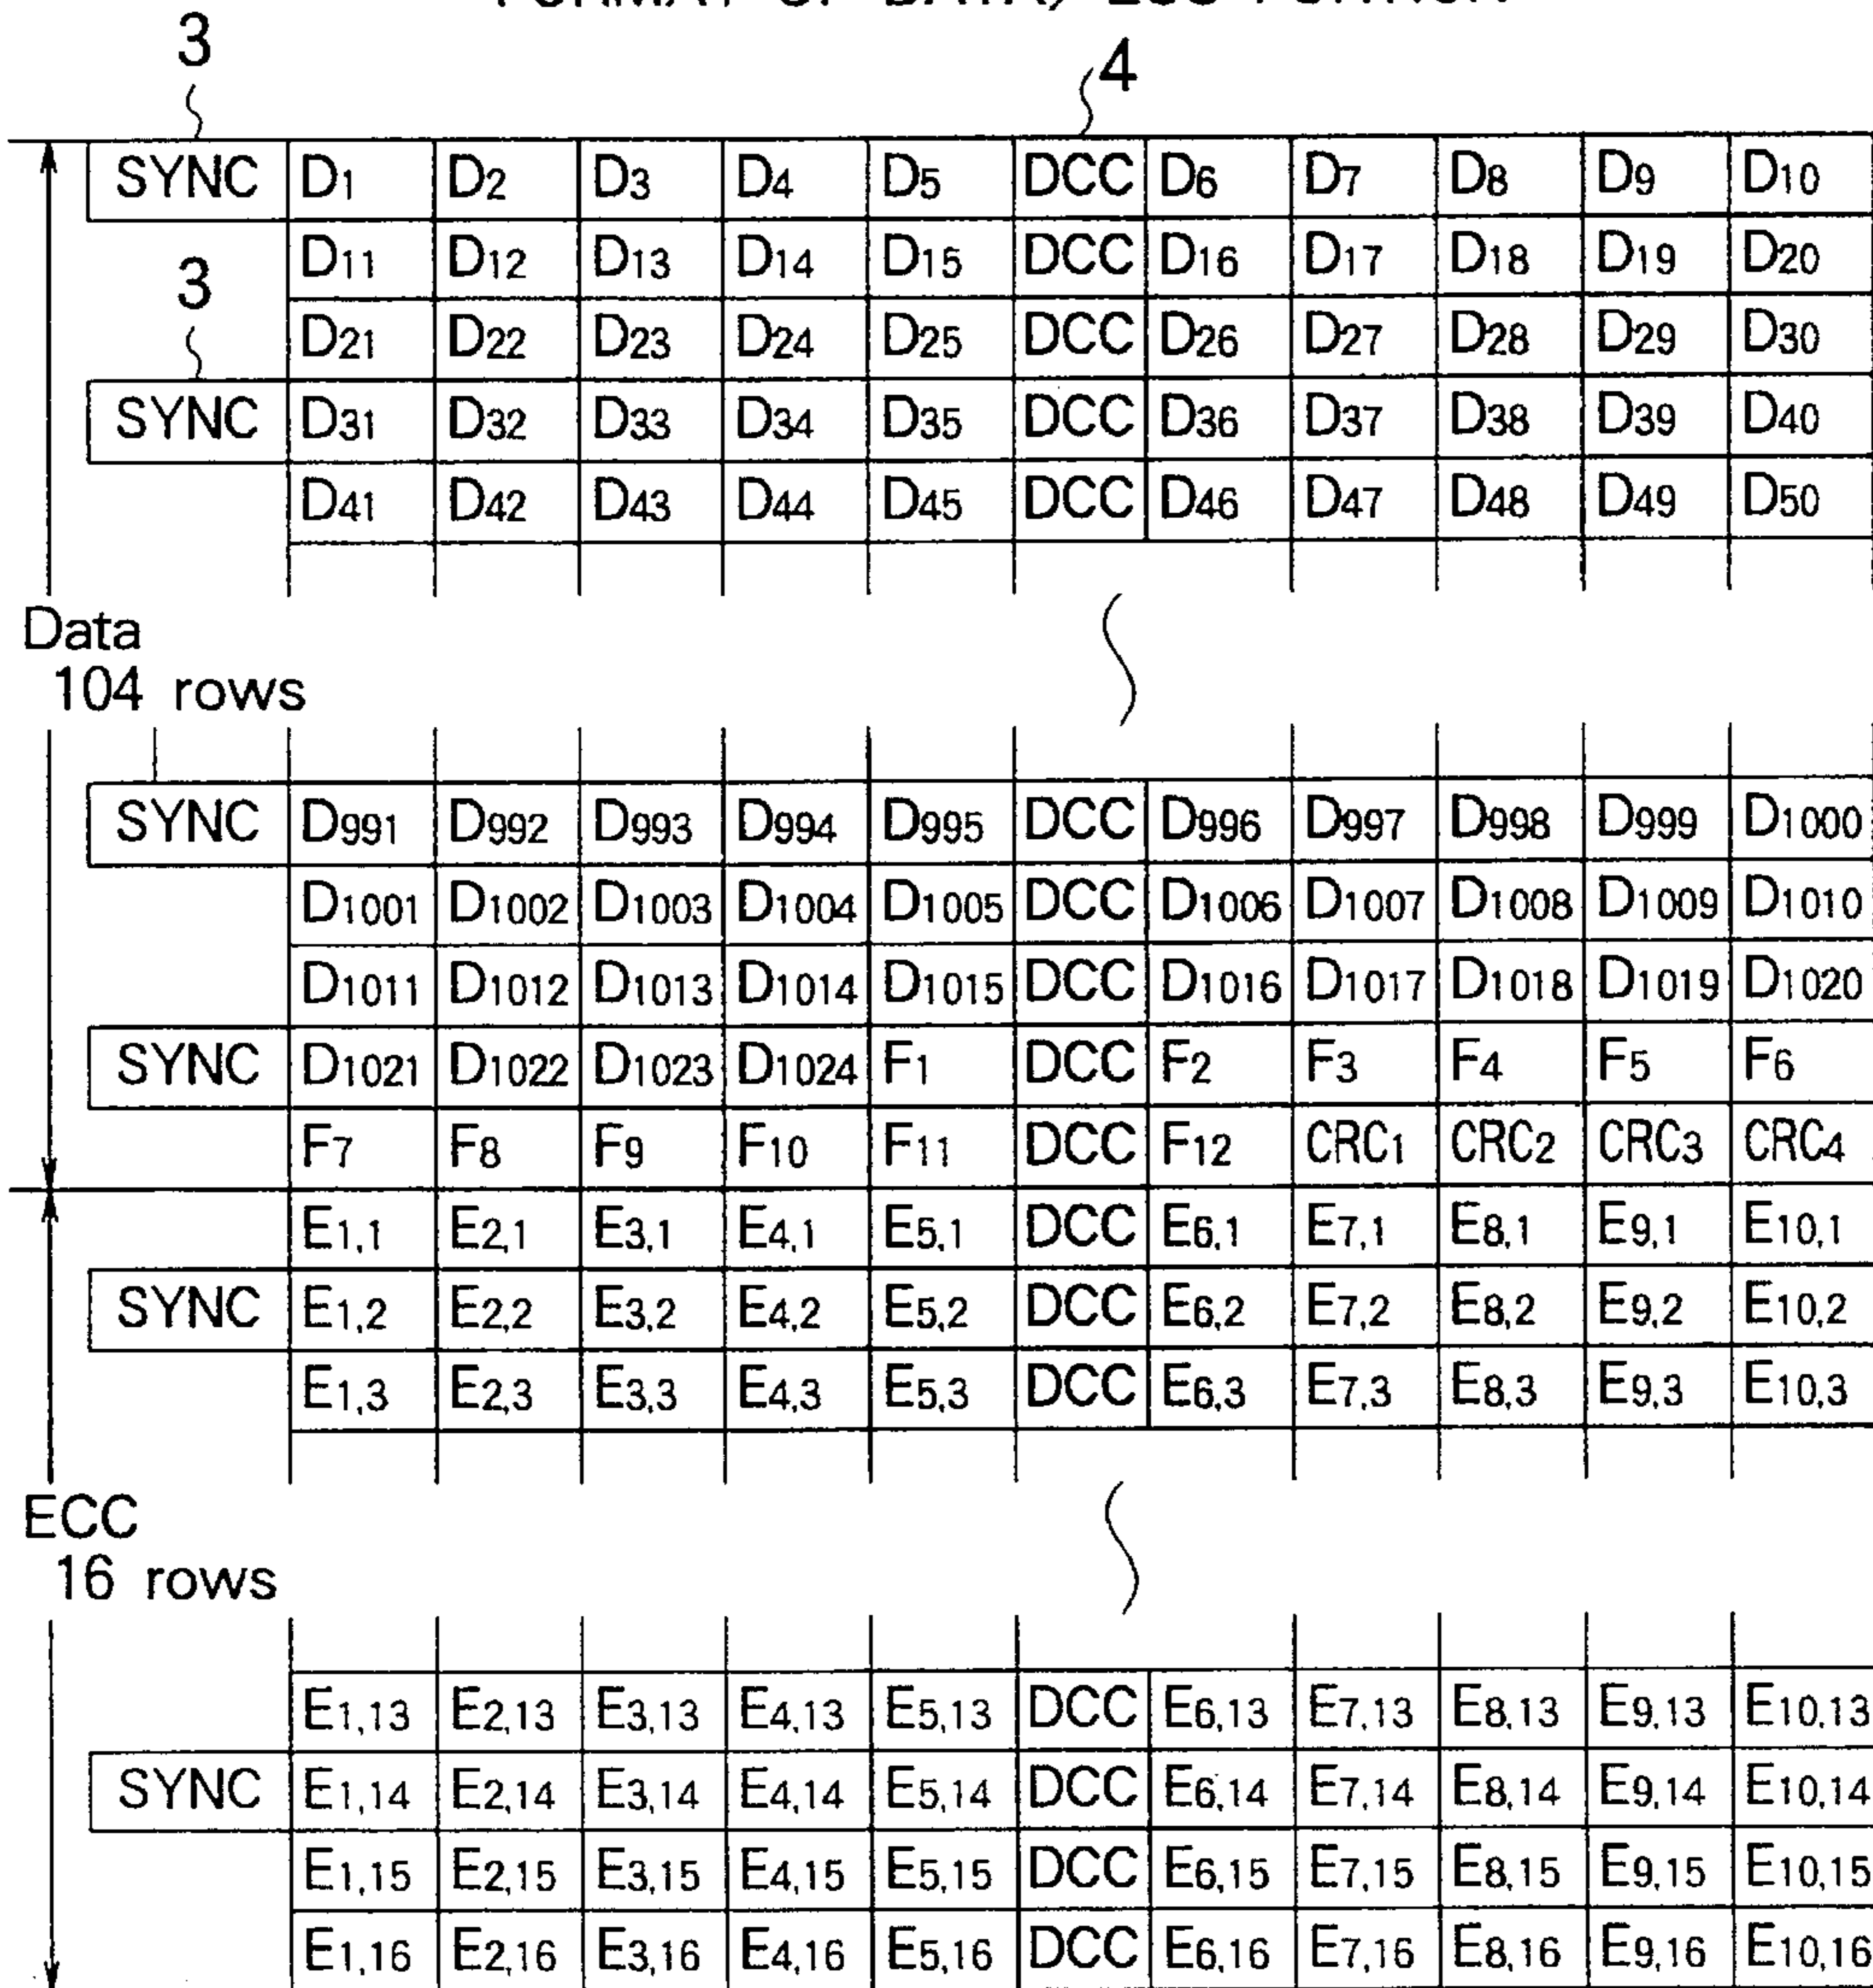 3
4
SYNC D1 D2 D3 D4 D5 DCC D6 D7 D8 D9 D10
D11 D12 D13 D14 D15 DCC D16 D17 D18 D19 D20
3
D21 D22 D23 D24 D25 DCC D26 D27 D28 D29 D30
SYNC D31 D32 D33 D34 D35 DCC D36 D37 D38 D39 D40
D41 D42 D43 D44 D45 DCC D46 D47 D48 D49 D50
Data
104 rows
SYNC D991 D992 D993 D994 D995 DCC D996 D997 D998 D999 D1000
D1001 D1002 D1003 D1004 D1005 DCC D1006 D1007 D1008 D1009 D1010
D1011 D1012 D1013 D1014 D1015 DCC D1016 D1017 D1018 D1019 D1020
SYNC D1021 D1022 D1023 D1024 F1 DCC F2 F3 F4 F5 F6
F7 F8 F9 F10 F11 DCC F12 CRC1 CRC2 CRC3 CRC4
E1,1 E2,1 E3,1 E4,1 E5,1 DCC E6,1 E7,1 E8,1 E9,1 E10,1
SYNC E1,2 E2,2 E3,2 E4,2 E5,2 DCC E6,2 E7,2 E8,2 E9,2 E10,2
E1,3 E2,3 E3,3 E4,3 E5,3 DCC E6,3 E7,3 E8,3 E9,3 E10,3
ECC
16 rows
E1,13 E2,13 E3,13 E4,13 E5,13 DCC E6,13 E7,13 E8,13 E9,13 E10,13
SYNC E1,14 E2,14 E3,14 E4,14 E5,14 DCC E6,14 E7,14 E8,14 E9,14 E10,14
E1,15 E2,15 E3,15 E4,15 E5,15 DCC E6,15 E7,15 E8,15 E9,15 E10,15
E1,16 E2,16 E3,16 E4,16 E5,16 DCC E6,16 E7,16 E8,16 E9,16 E10,16